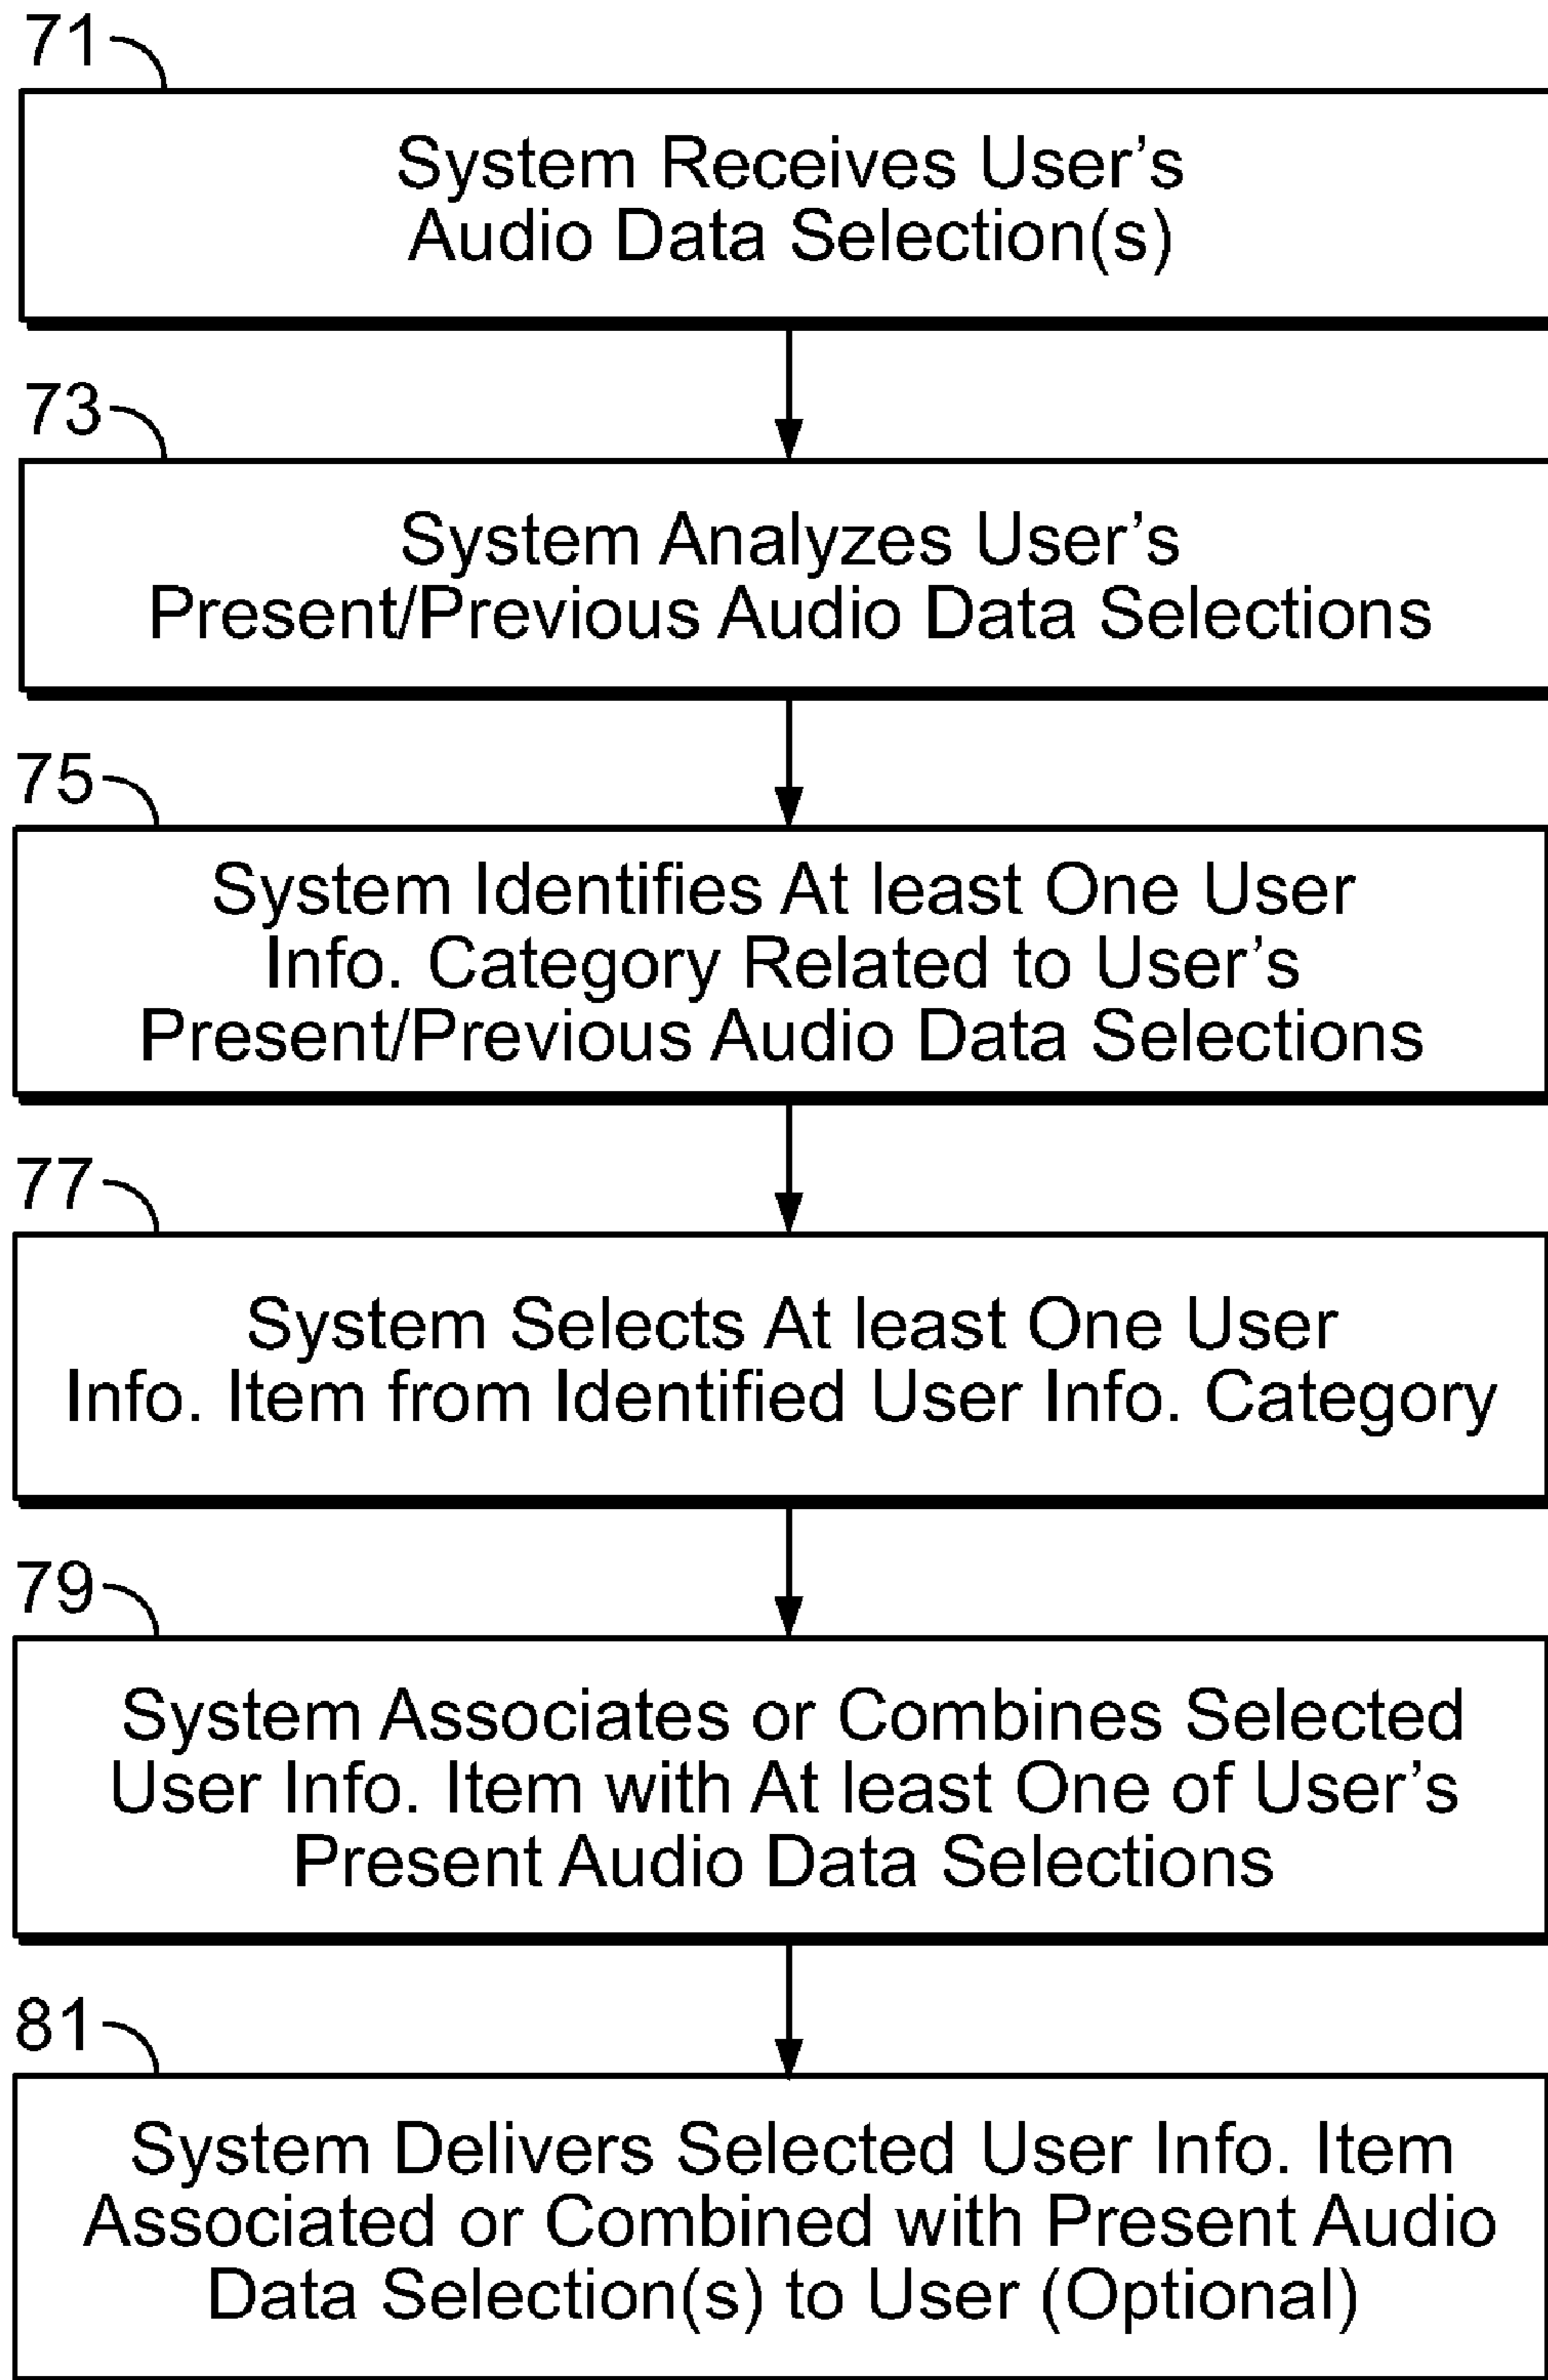 71
System Receives User’s
Audio Data Selection(s)
73
System Analyzes User’s
Present/Previous Audio Data Selections
75
System Identifies At least One User
Info. Category Related to User’s
Present/Previous Audio Data Selections
77
System Selects At least One User
Info. Item from Identified User Info. Category
79
System Associates or Combines Selected
User Info. Item with At least One of User’s
Present Audio Data Selections
81
System Delivers Selected User Info. Item
Associated or Combined with Present Audio
Data Selection(s) to User (Optional)